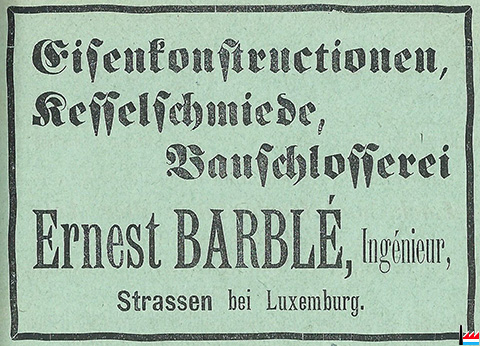 Eisenkonstructionen,
Kesselschmiede,
Bauschlosserei
Ernest BARBLÉ, Ingénieur,
Strassen bei Luxemburg.